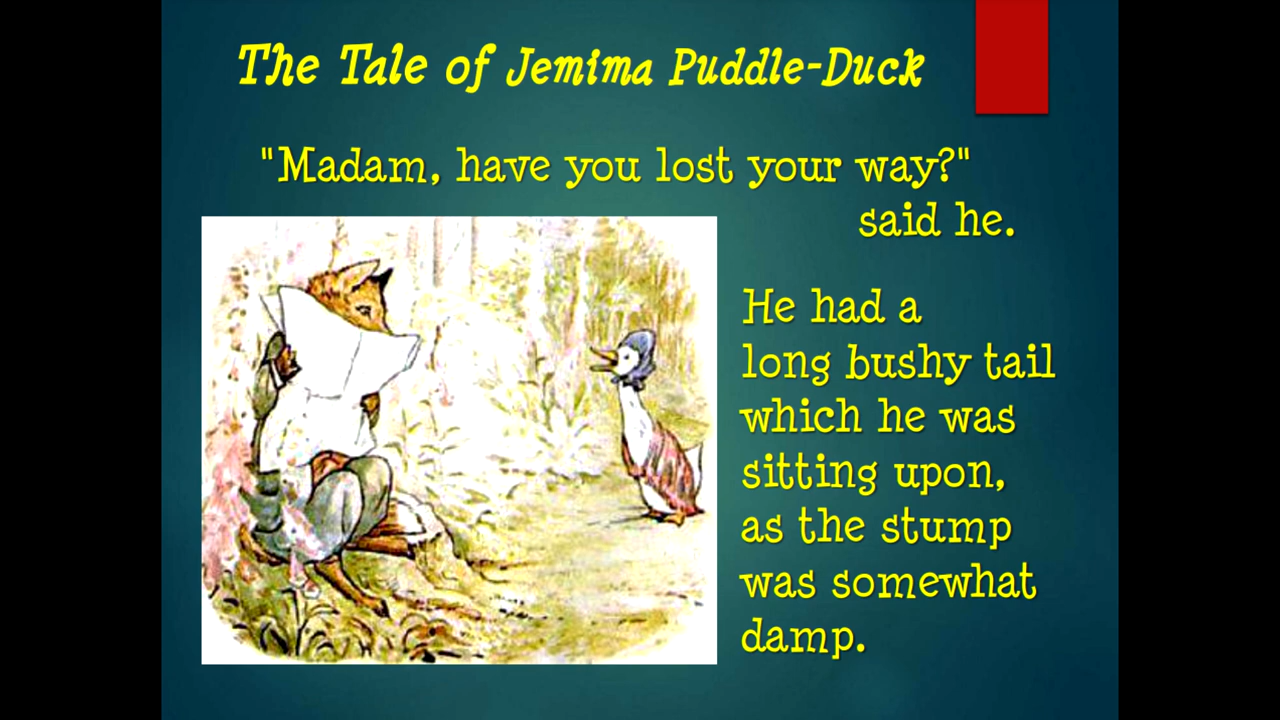 The Tale of Jemima Puddle-Duck
"Madam, have you lost your way?"
said he.
He had a
long bushy tail
which he was
sitting upon,
as the stump
was somewhat
damp.